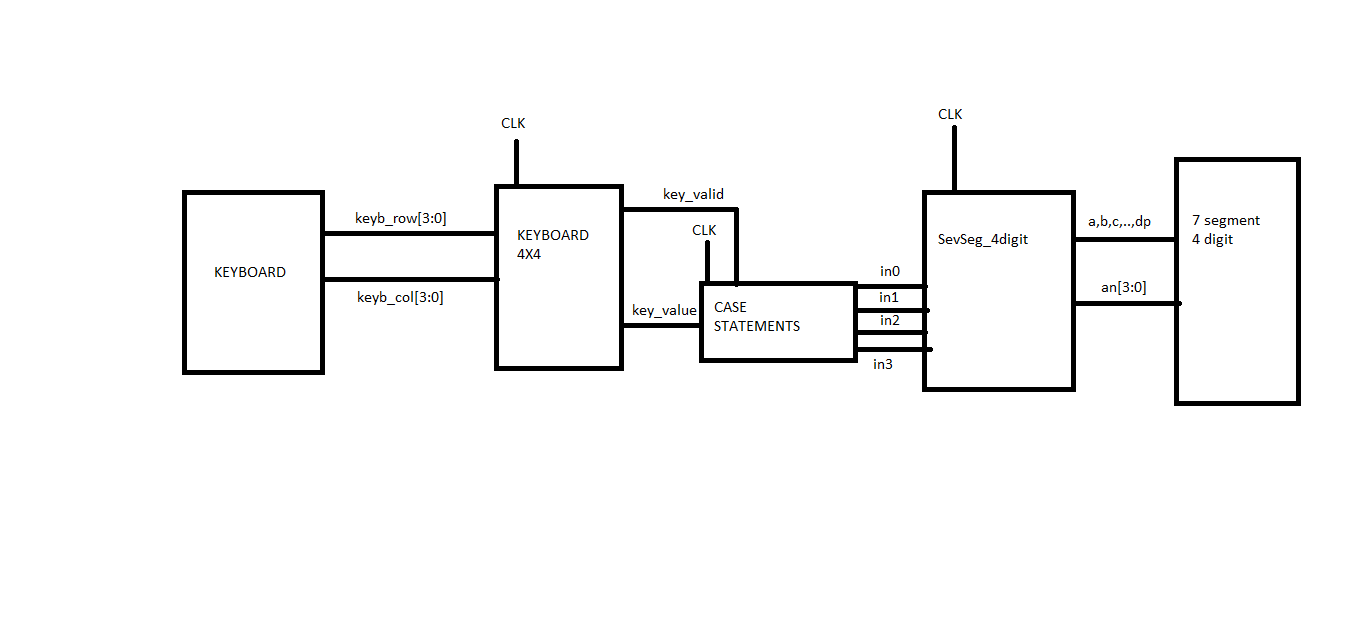 CLK
CLK
key_valid
keyb_row[3:0]
a,b,c,..,dp
7 segment
4 digit
CLK
KEYBOARD
4X4
SevSeg_4digit
KEYBOARD
in0
an[3:0]
keyb_col[3:0]
in1
key_value
CASE
STATEMENTS
in2
in3